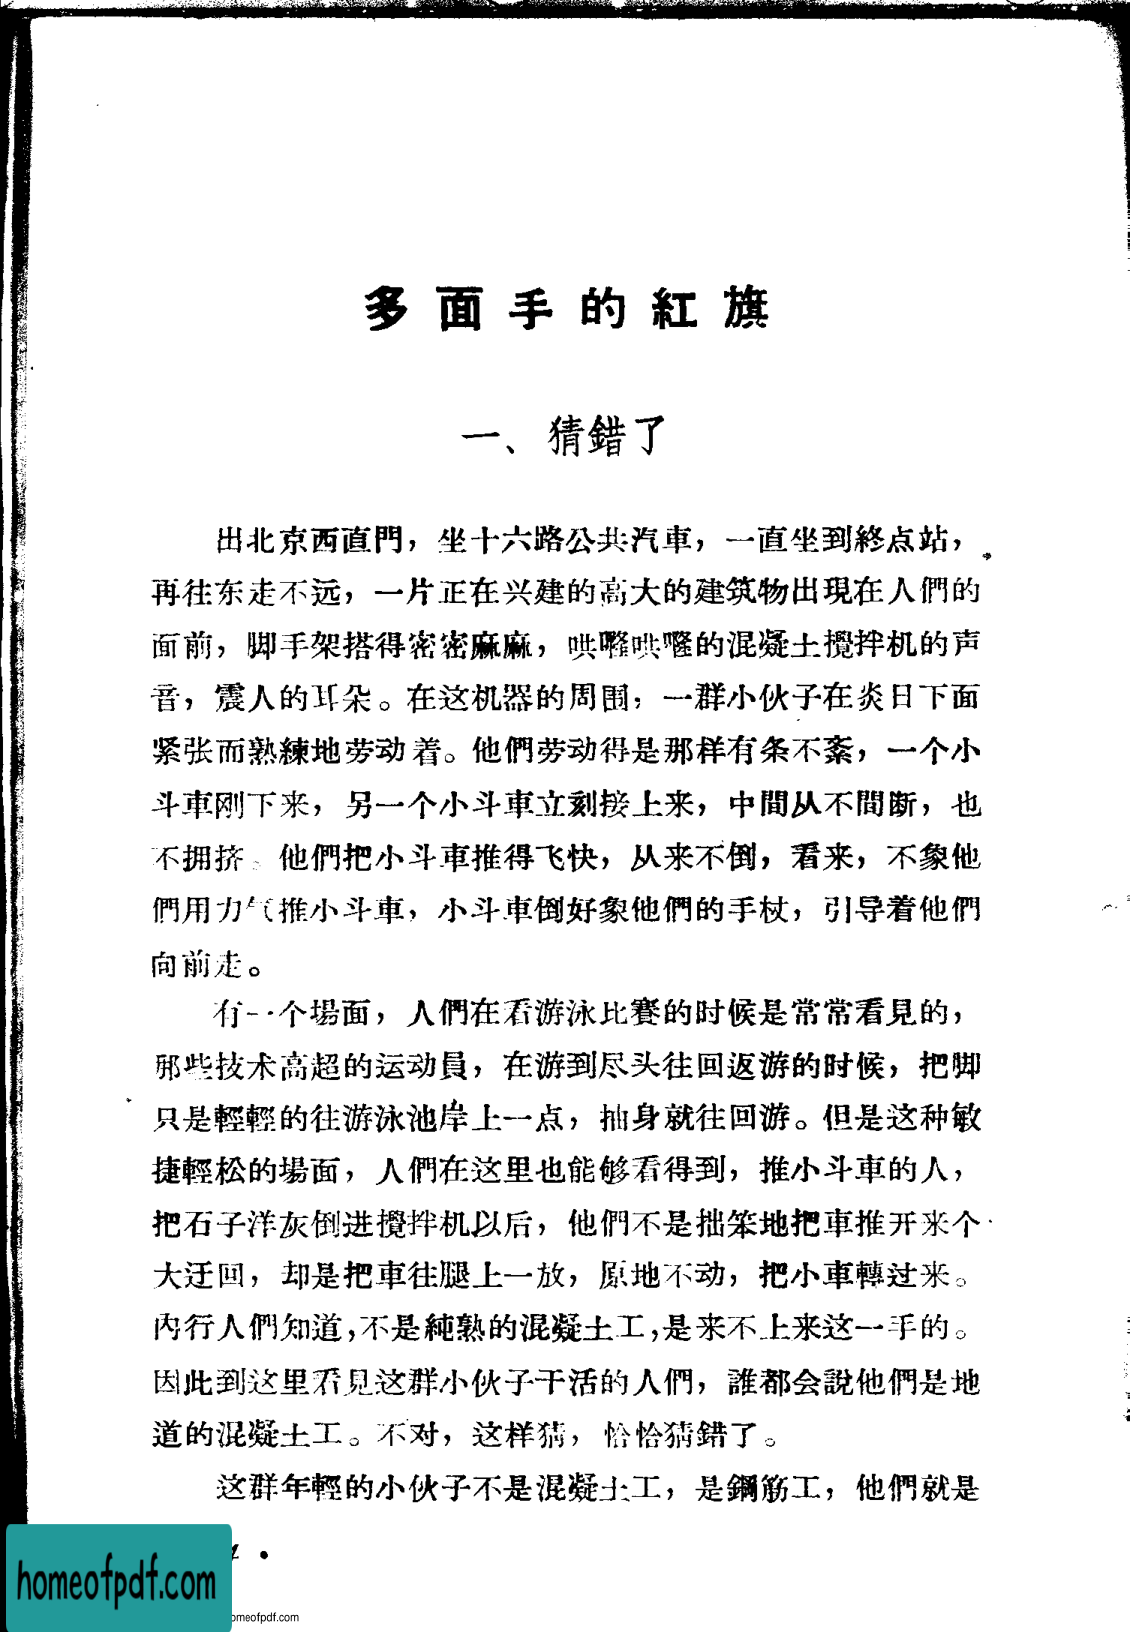 多面手的紅旗
一、猜錯了
出北京西直門，坐十六路公共汽車，一直坐到終点站，
再往东走不远，一片正在兴建的高大的建筑物出現在人們的
面前，脚手架搭得密密麻麻，哄嚨哄嚨的混凝土攪拌机的声
音，震人的耳朵。在这机器的周围，一群小伙子在炎日下面
紧张而熟練地劳动着。他們劳动得是那样有条不紊，一个小
斗車刚下来，另一个小斗車立刻接上来，中間从不間断，也
不拥挤。他們把小斗車推得飞快，从来不倒，看来，不象他
們用力气推小斗車，小斗車倒好象他們的手杖，引导着他們
向前走。
有一个場面，人們在看游泳比賽的时候是常常看見的，
那些技术高超的运动員，在游到尽头往回返游的时候，把脚
只是輕輕的往游泳池岸上一点，抽身就往回游。但是这种敏
捷輕松的場面，人們在这里也能够看得到，推小斗車的人，
把石子洋灰倒进攪拌机以后，他們不是拙笨地把車推开来个
大迂回，却是把車往腿上一放，原地不动，把小車轉过来。
內行人們知道，不是純熟的混凝土工，是来不上来这一手的。
因此到这里看見这群小伙子干活的人們，誰都会說他們是地
道的混凝土工。不对，这样猜，恰恰猜錯了。
这群年輕的小伙子不是混凝土工，是鋼筋工，他們就是
homeofpdf.com
omeofpdf.com